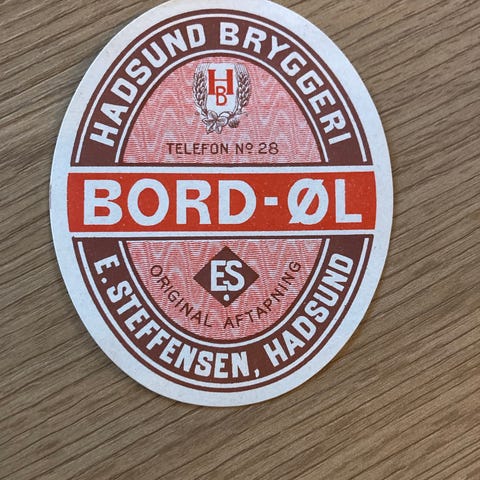 HADSUND BRYGGERI
HB
TELEFON Nº 28
BORD-ØL
E.S.
ORIGINAL AFTAPNING
E. STEFFENSEN, HADSUND